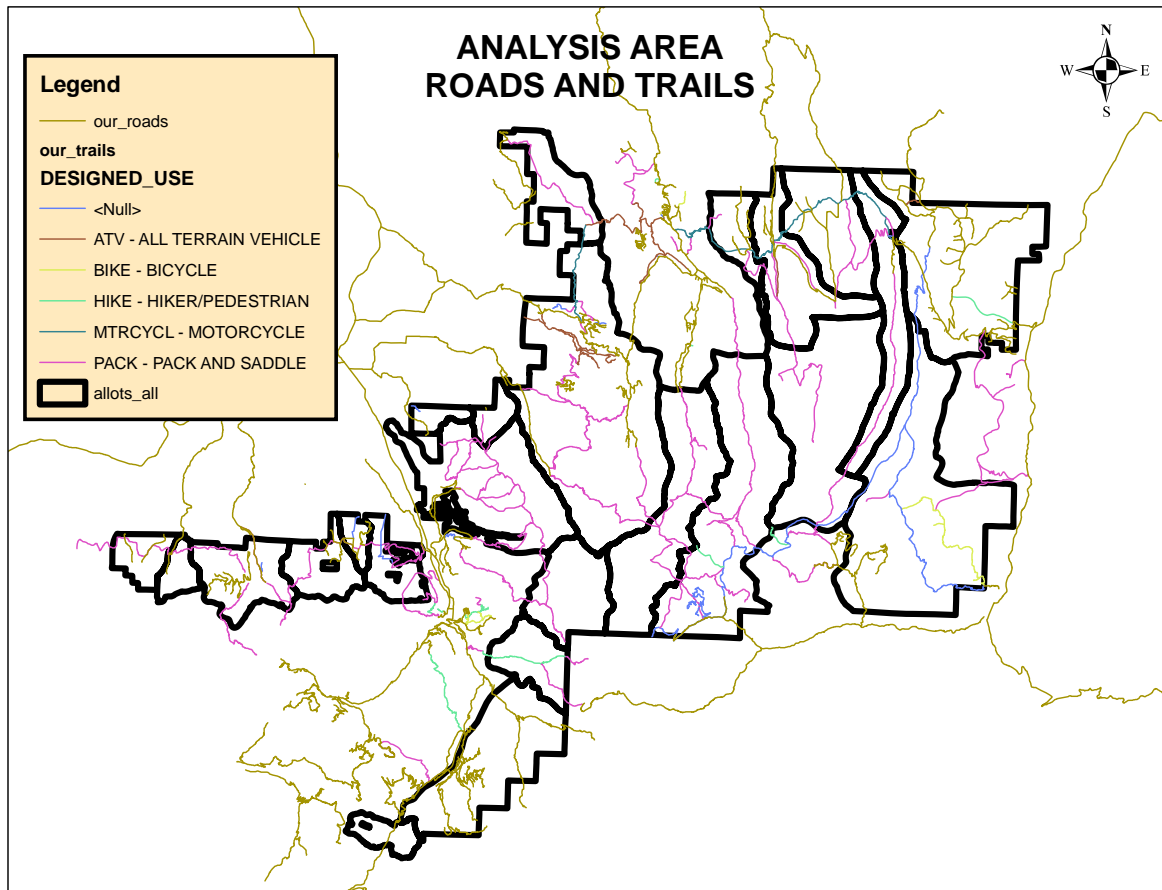 ANALYSIS AREA
ROADS AND TRAILS
N
W E
S
Legend
our_roads
our_trails
DESIGNED_USE
<Null>
ATV - ALL TERRAIN VEHICLE
BIKE - BICYCLE
HIKE - HIKER/PEDESTRIAN
MTRCYCL - MOTORCYCLE
PACK - PACK AND SADDLE
allots_all